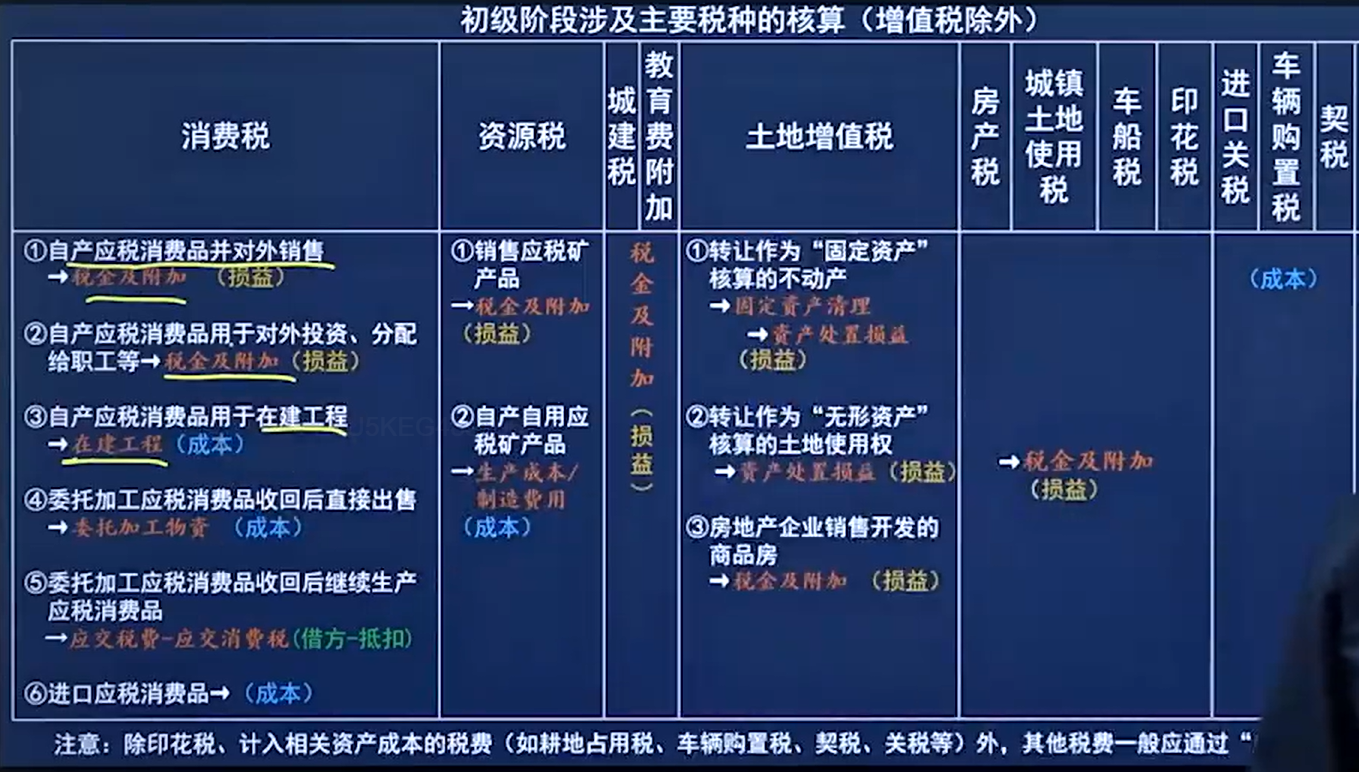 初级阶段涉及主要税种的核算（增值税除外）
消费税
资源税
城建税
教育费附加
土地增值税
房产税
城镇土地使用税
车船税
印花税
进口关税
车辆购置税
契税
①自产应税消费品并对外销售
→税金及附加 （损益）
②自产应税消费品用于对外投资、分配
给职工等→税金及附加（损益）
③自产应税消费品用于在建工程
→在建工程（成本）
④委托加工应税消费品收回后直接出售
→委托加工物资 （成本）
⑤委托加工应税消费品收回后继续生产
应税消费品
→应交税费-应交消费税(借方-抵扣)
⑥进口应税消费品→（成本）
①销售应税矿
产品
→税金及附加
（损益）
②自产自用应
税矿产品
→生产成本/
制造费用
（成本）
税金及附加（损益）
①转让作为“固定资产”
核算的不动产
→固定资产清理
→资产处置损益
（损益）
②转让作为“无形资产”
核算的土地使用权
→资产处置损益（损益）
③房地产企业销售开发的
商品房
→税金及附加 （损益）
→税金及附加
（损益）
（成本）
注意：除印花税、计入相关资产成本的税费（如耕地占用税、车辆购置税、契税、关税等）外，其他税费一般应通过“